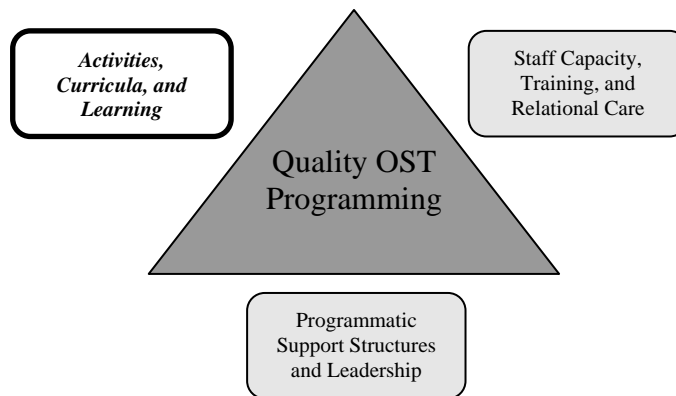 Activities,
Curricula, and
Learning
Staff Capacity,
Training, and
Relational Care
Quality OST
Programming
Programmatic
Support Structures
and Leadership